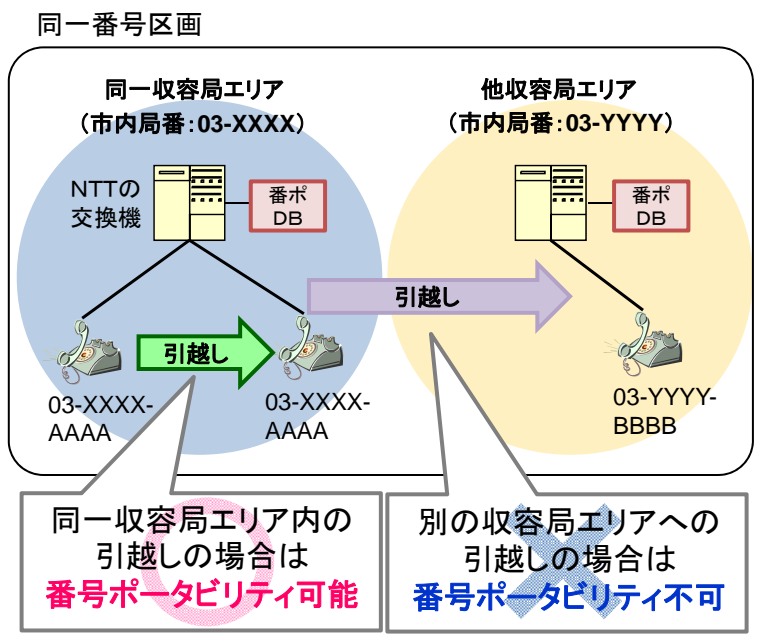 同一番号区画
同一収容局エリア
（市内局番：03-XXXX）
他収容局エリア
（市内局番：03-YYYY）
NTTの
交換機
番ポ
DB
番ポ
DB
引越し
引越し
03-XXXX-
AAAA
03-XXXX-
AAAA
03-YYYY-
BBBB
同一収容局エリア内の
引越しの場合は
番号ポータビリティ可能
別の収容局エリアへの
引越しの場合は
番号ポータビリティ不可